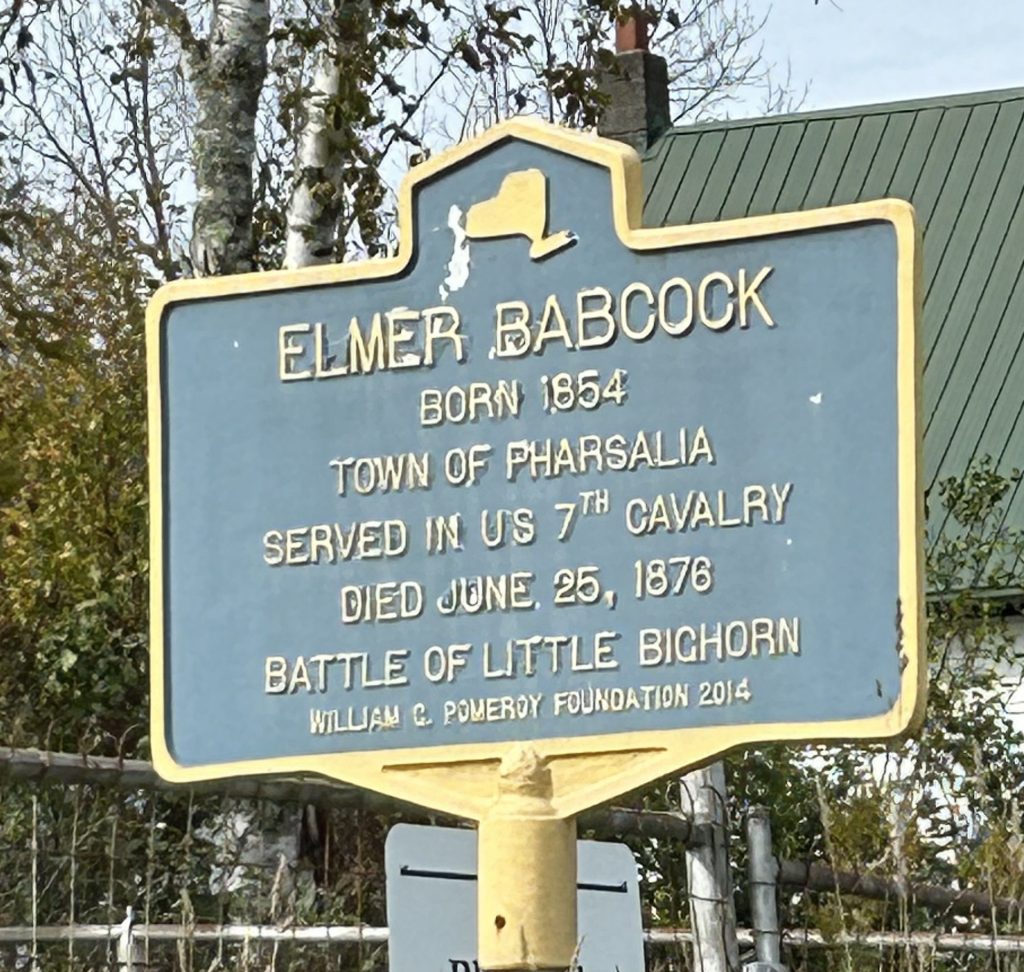 ELMER BABCOCK
BORN 1854
TOWN OF PHARSALIA
SERVED IN US 7TH CAVALRY
DIED JUNE 25, 1876
BATTLE OF LITTLE BIGHORN
WILLIAM G. POMEROY FOUNDATION 2014